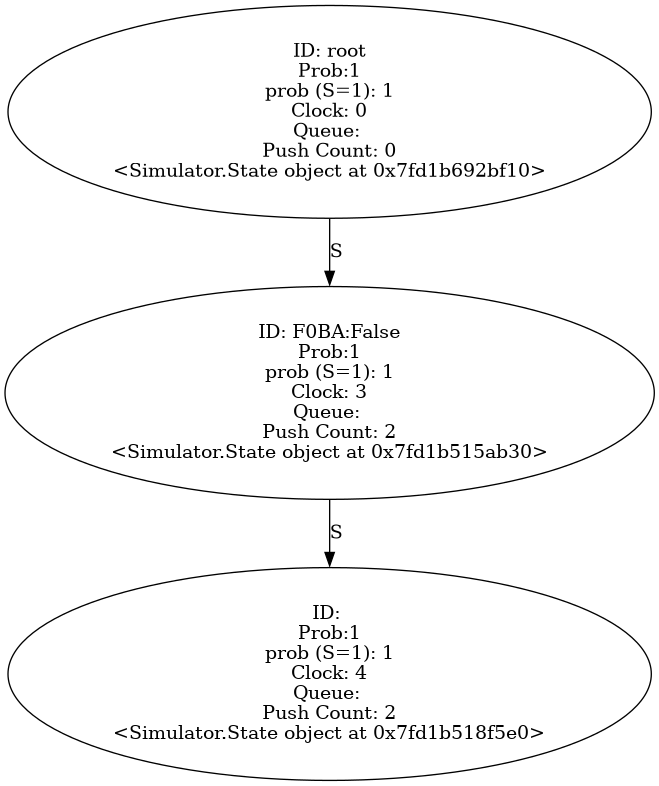 ID: root
Prob:1
prob (S=1): 1
Clock: 0
Queue:
Push Count: 0
<Simulator.State object at 0x7fd1b692bf10>
S
ID: F0BA:False
Prob:1
prob (S=1): 1
Clock: 3
Queue:
Push Count: 2
<Simulator.State object at 0x7fd1b515ab30>
S
ID:
Prob:1
prob (S=1): 1
Clock: 4
Queue:
Push Count: 2
<Simulator.State object at 0x7fd1b518f5e0>